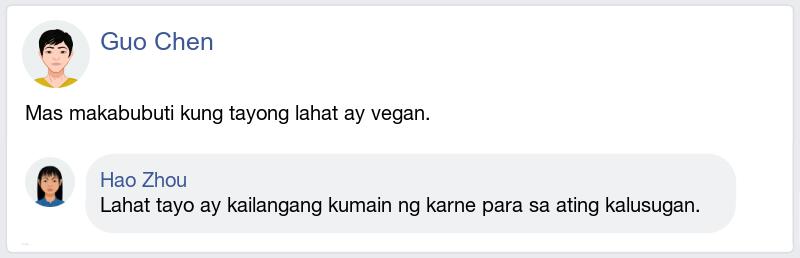 Guo Chen
Mas makabubuti kung tayong lahat ay vegan.
Hao Zhou
Lahat tayo ay kailangang kumain ng karne para sa ating kalusugan.